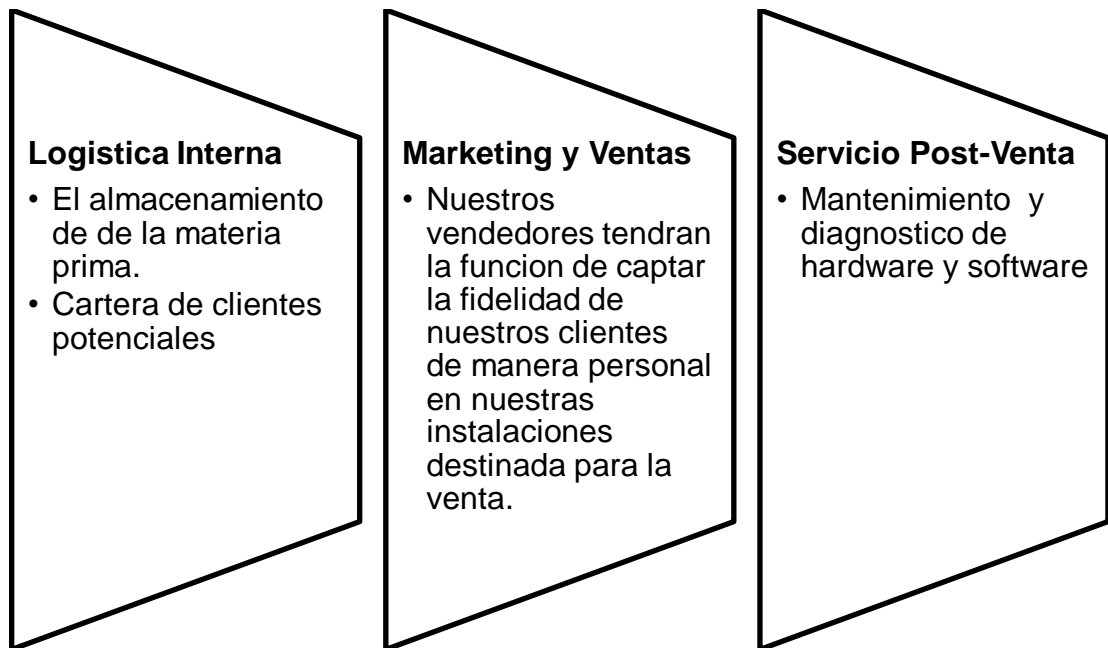 Logistica Interna
• El almacenamiento
de de la materia
prima.
• Cartera de clientes
potenciales
Marketing y Ventas
• Nuestros
vendedores tendran
la funcion de captar
la fidelidad de
nuestros clientes
de manera personal
en nuestras
instalaciones
destinada para la
venta.
Servicio Post-Venta
• Mantenimiento y
diagnostico de
hardware y software